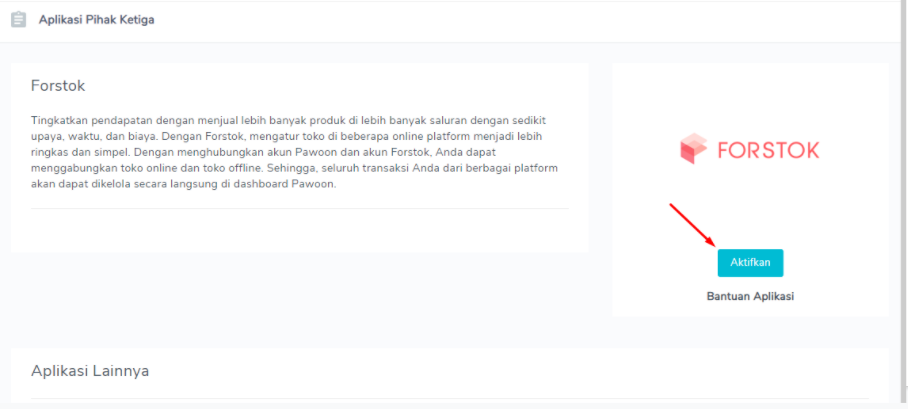 Aplikasi Pihak Ketiga
Forstok
Tingkatkan pendapatan dengan menjual lebih banyak produk di lebih banyak saluran dengan sedikit
upaya, waktu, dan biaya. Dengan Forstok, mengatur toko di beberapa online platform menjadi lebih
ringkas dan simpel. Dengan menghubungkan akun Pawoon dan akun Forstok, Anda dapat
menggabungkan toko online dan toko offline. Sehingga, seluruh transaksi Anda dari berbagai platform
akan dapat dikelola secara langsung di dashboard Pawoon.
FORSTOK
Aktifkan
Bantuan Aplikasi
Aplikasi Lainnya